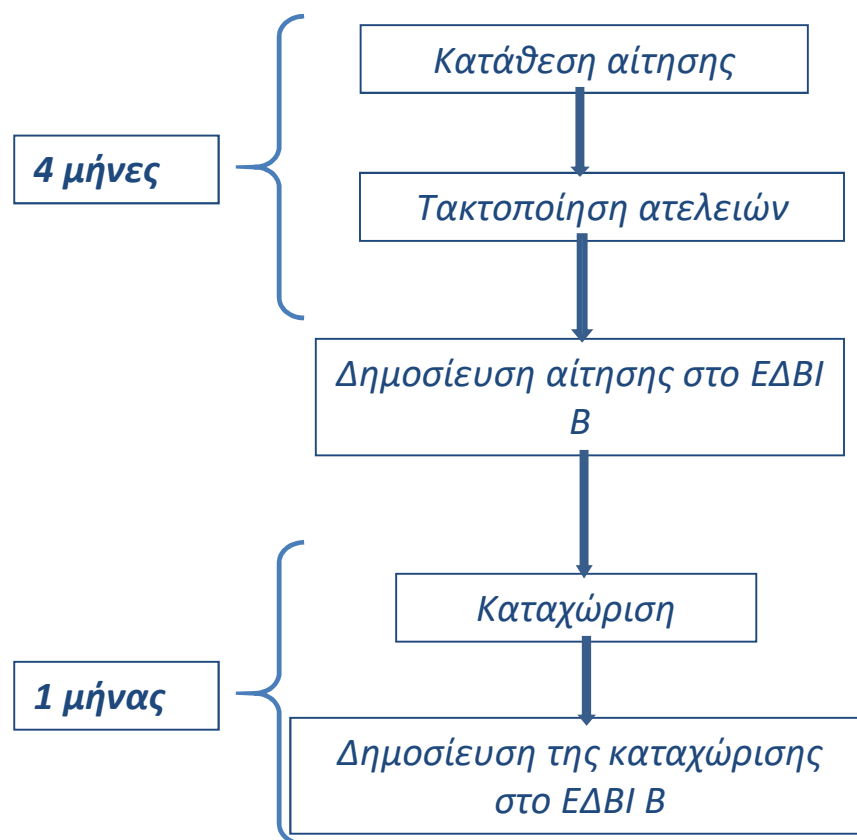 Κατάθεση αίτησης
4 μήνες
Τακτοποίηση ατελειών
Δημοσίευση αίτησης στο ΕΔΒΙ
Β
Καταχώριση
1 μήνας
Δημοσίευση της καταχώρισης
στο ΕΔΒΙ Β